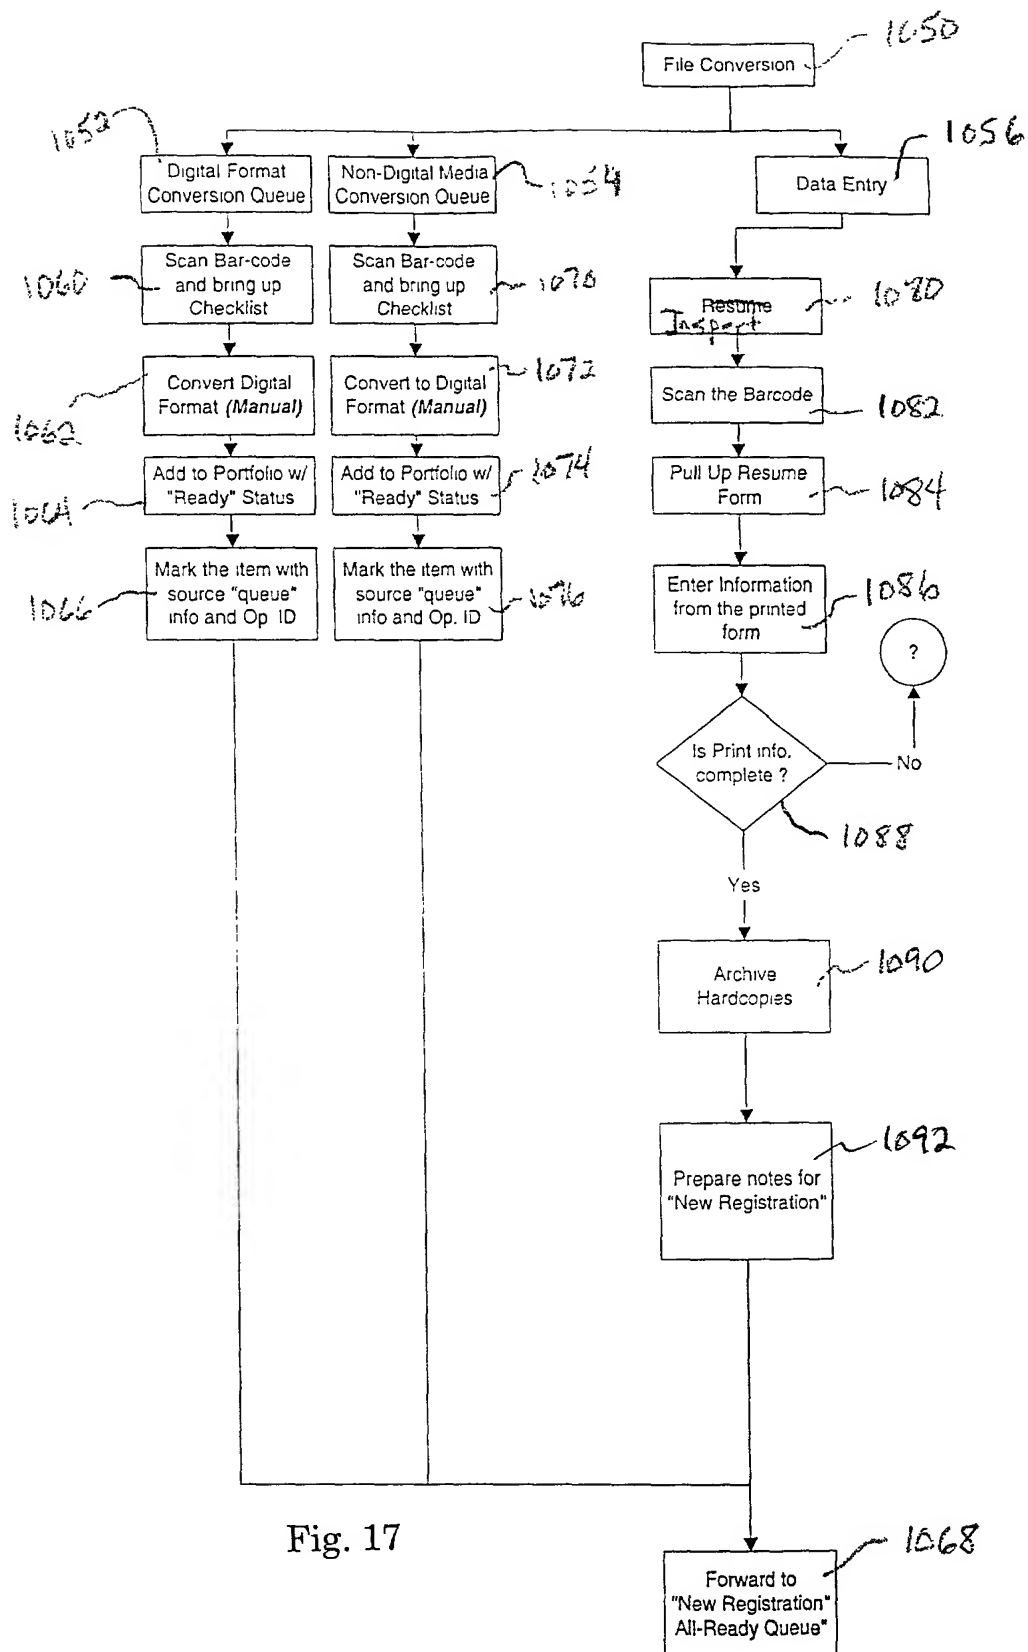 1050
File Conversion
1052
1056
Digital Format
Conversion Queue
Non-Digital Media
Conversion Queue
1054
Data Entry
1060
Scan Bar-code
and bring up
Checklist
Scan Bar-code
and bring up
Checklist
1070
Resume
Inspect
1080
1062
Convert Digital
Format (Manual)
Convert to Digital
Format (Manual)
1072
Scan the Barcode
1082
1064
Add to Portfolio w/
"Ready" Status
Add to Portfolio w/
"Ready" Status
1074
Pull Up Resume
Form
1084
1066
Mark the item with
source "queue"
info and Op. ID
Mark the item with
source "queue"
info and Op. ID
1076
Enter Information
from the printed
form
1086
?
Is Print info.
complete ?
No
1088
Yes
Archive
Hardcopies
1090
Prepare notes for
"New Registration"
1092
Fig. 17
Forward to
"New Registration"
All-Ready Queue"
1068